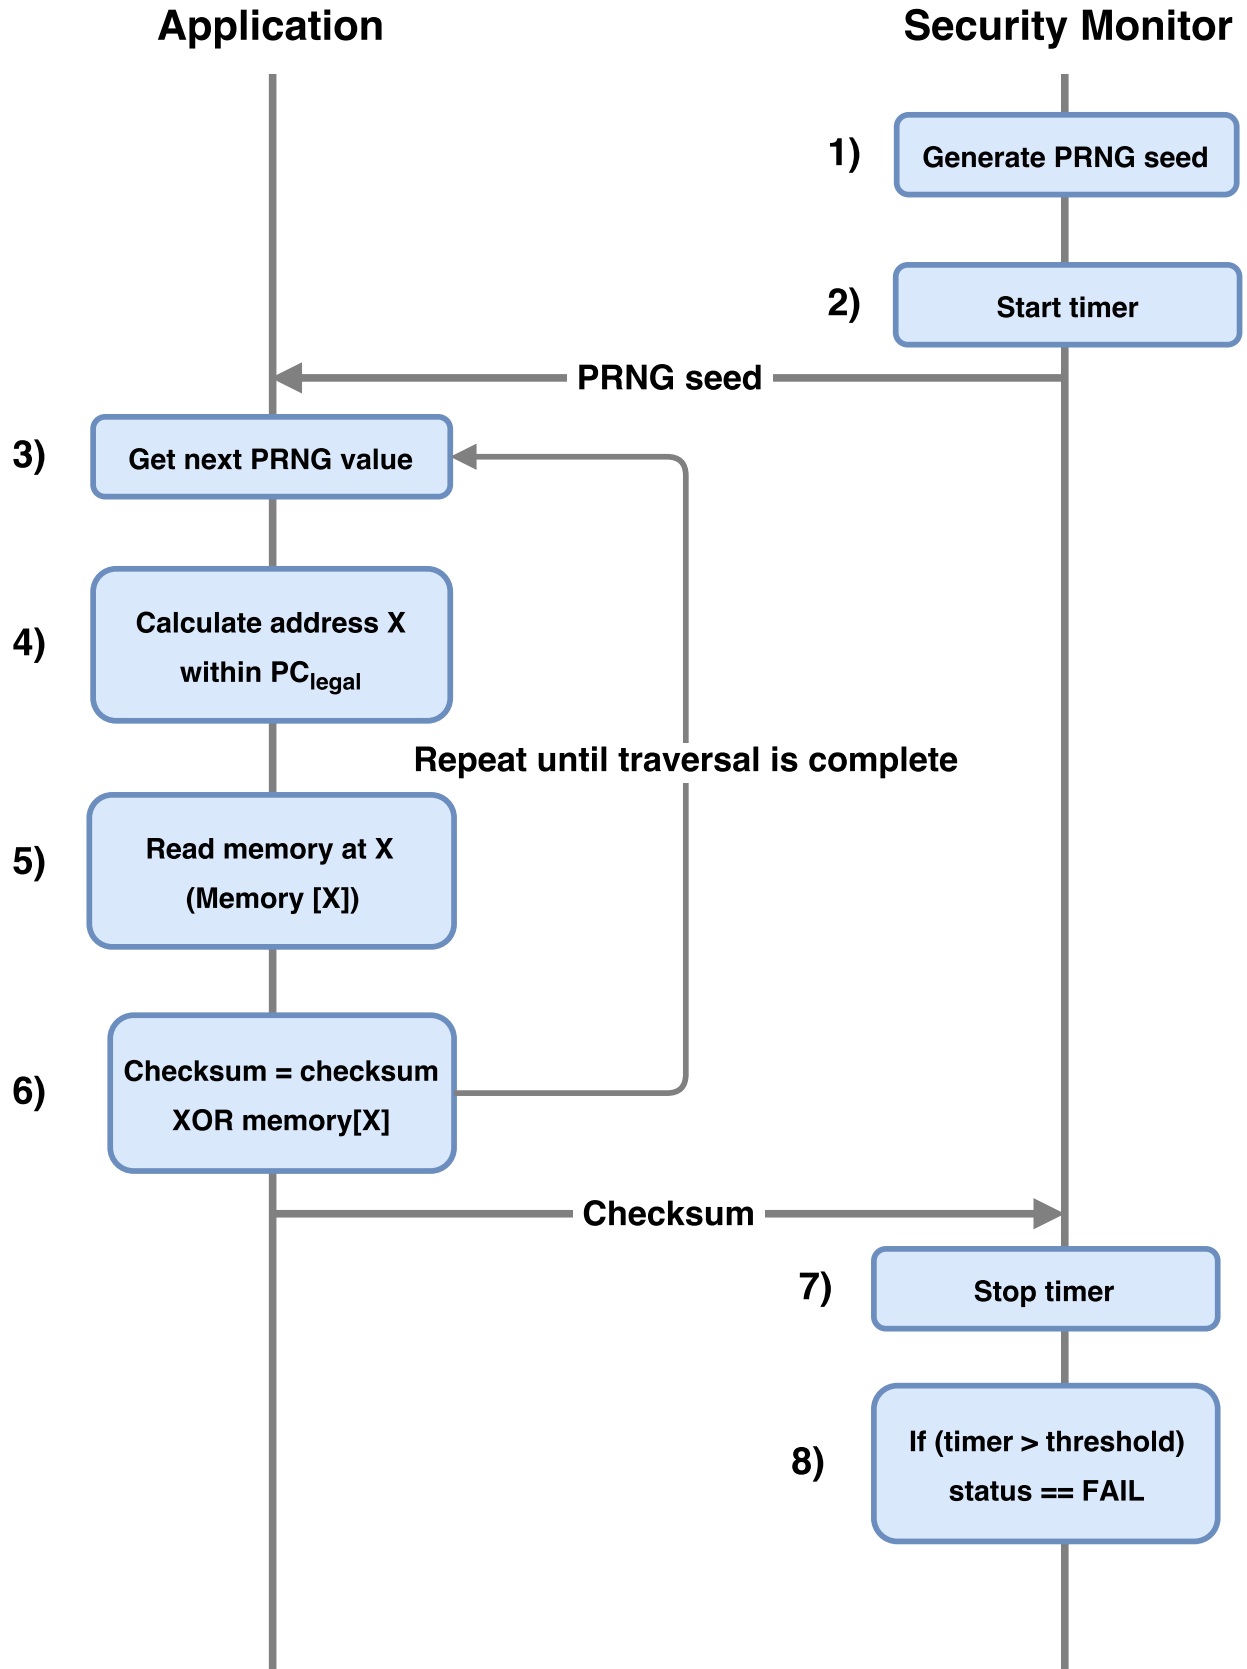 Application
Security Monitor
1)
Generate PRNG seed
2)
Start timer
PRNG seed
3)
Get next PRNG value
4)
Calculate address X
within PClegal
Repeat until traversal is complete
5)
Read memory at X
(Memory [X])
6)
Checksum = checksum
XOR memory[X]
Checksum
7)
Stop timer
8)
If (timer > threshold)
status == FAIL